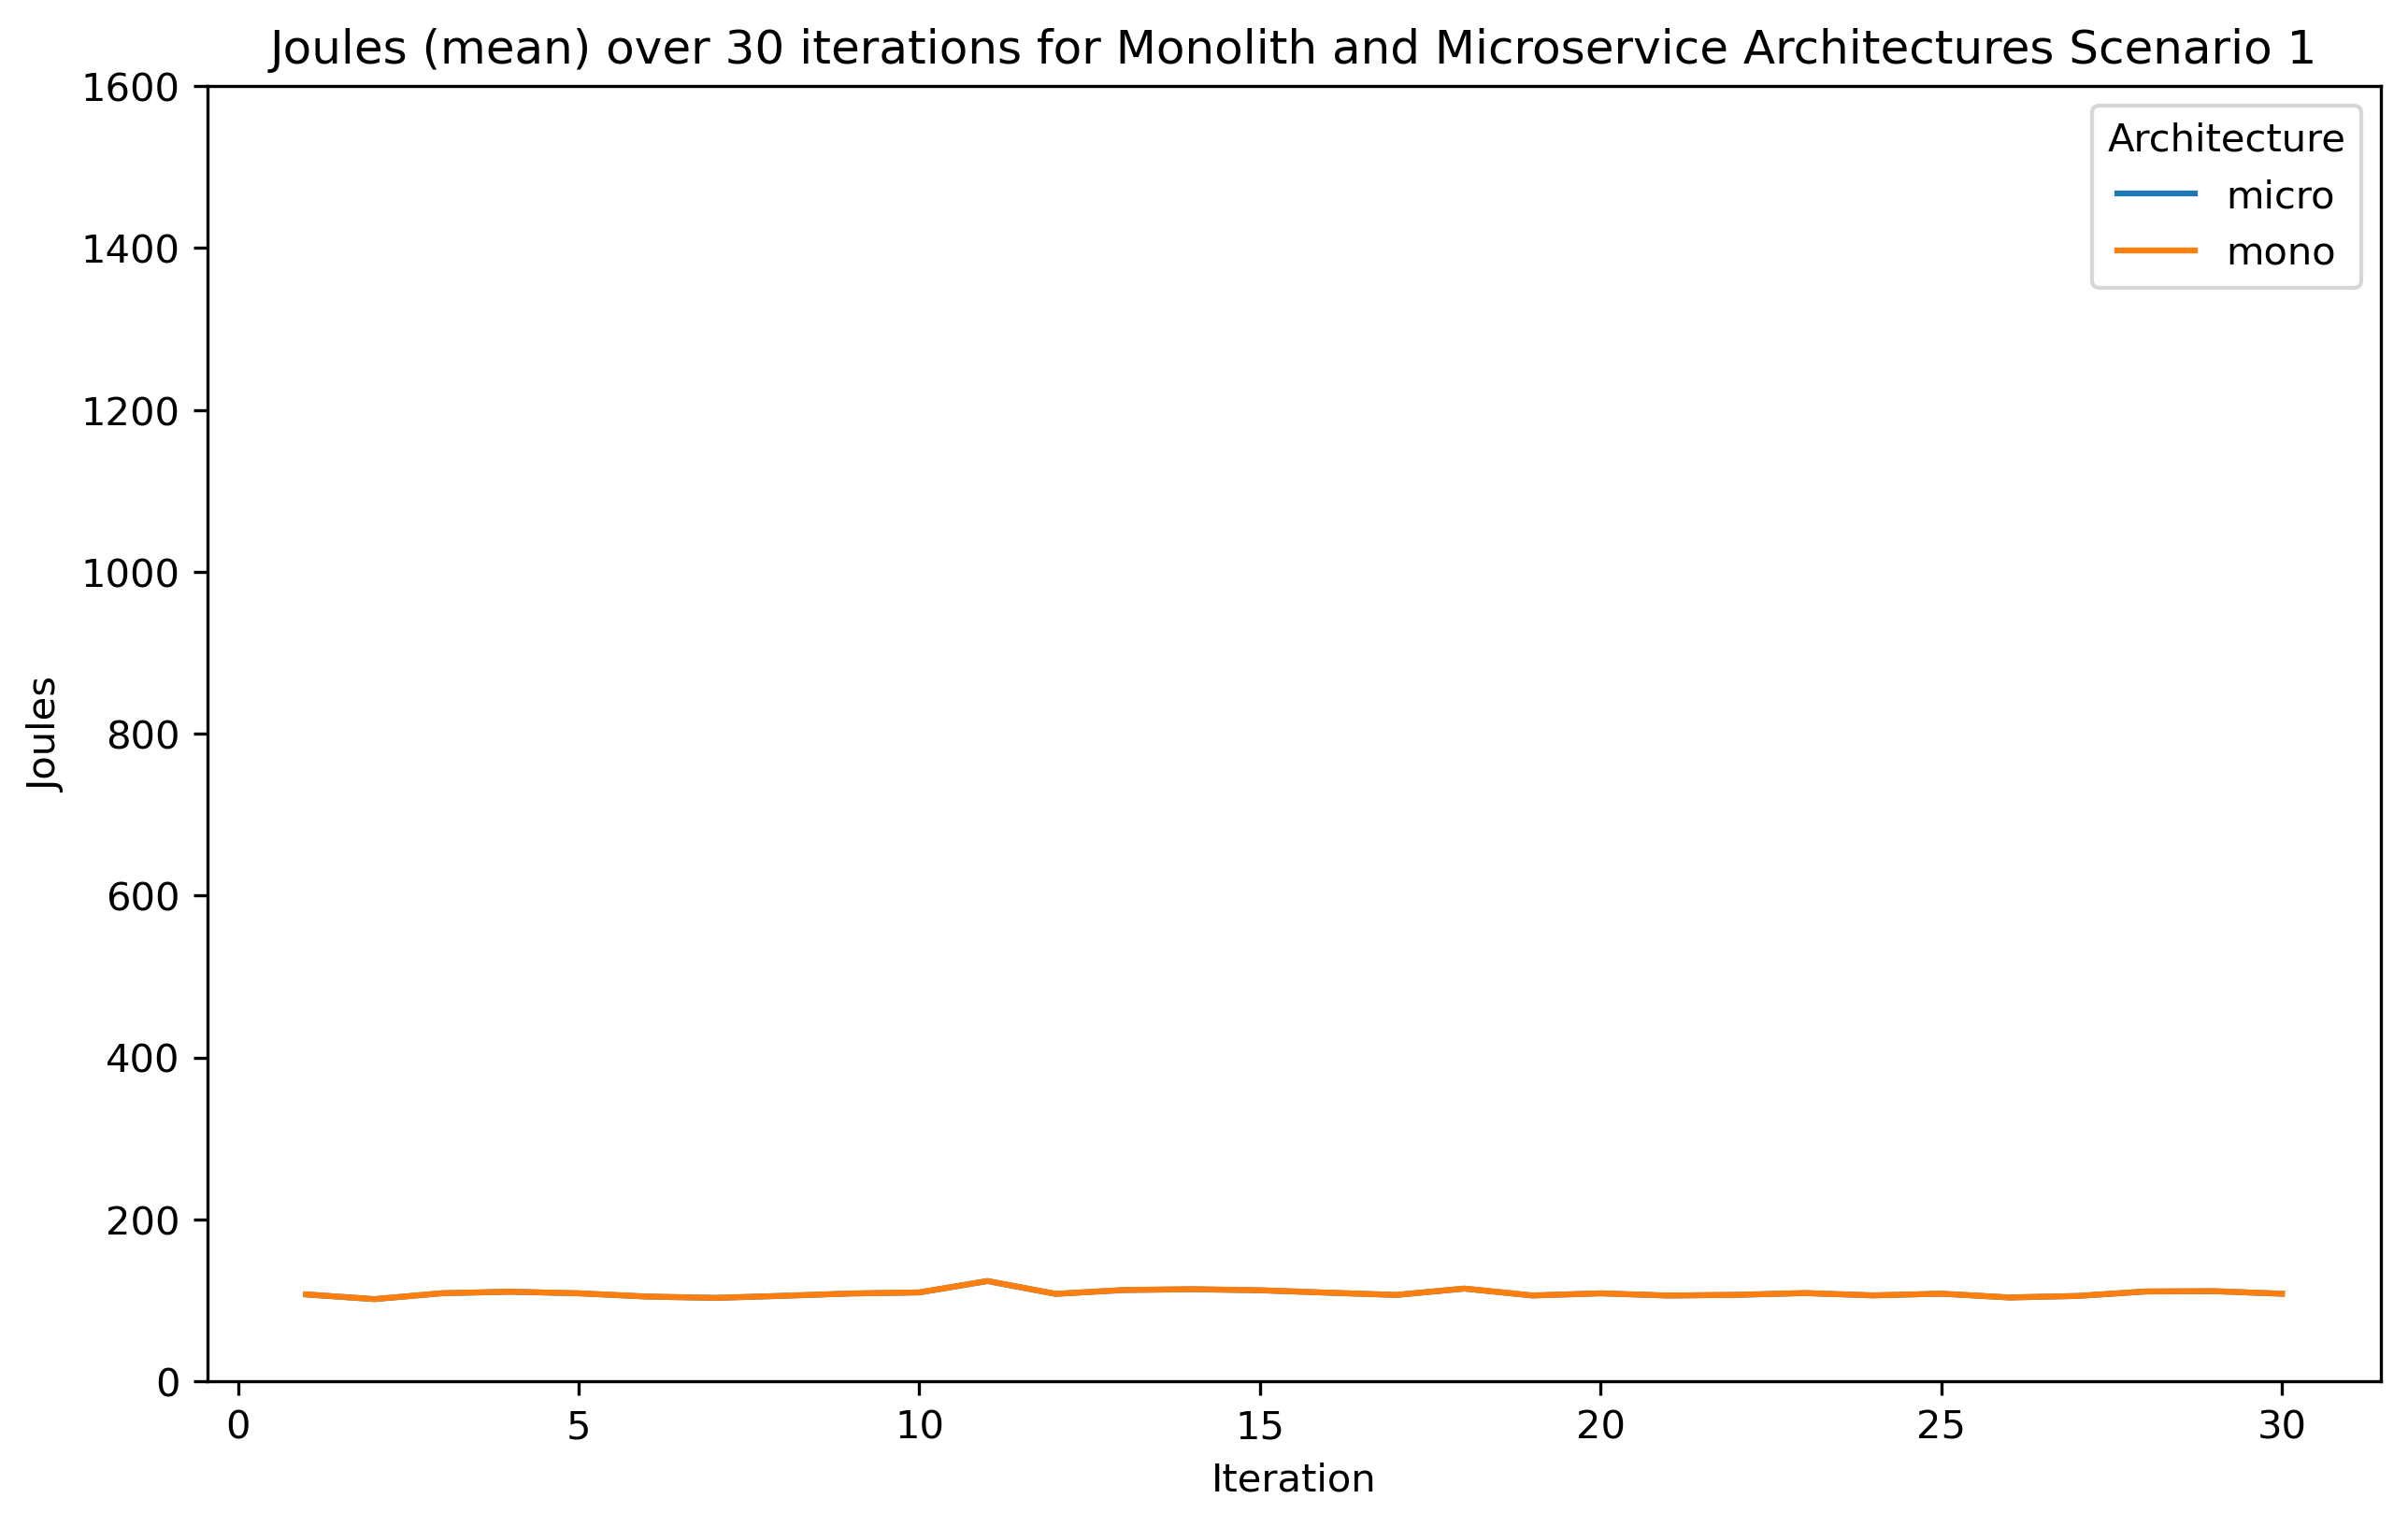 Joules (mean) over 30 iterations for Monolith and Microservice Architectures Scenario 1
1600
1400
1200
1000
800
600
400
200
0
Joules
Architecture
micro
mono
0 5 10 15 20 25 30
Iteration